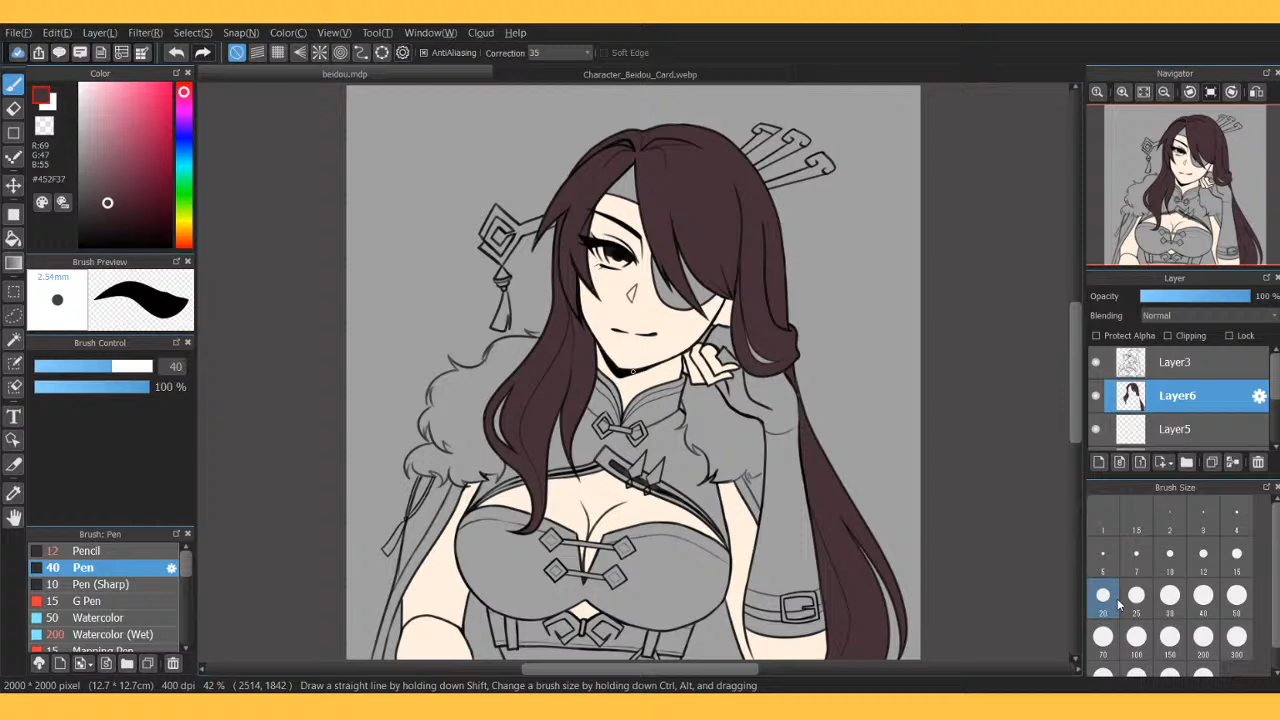 File(F) Edit(E) Layer(L) Filter(R) Select(S) Snap(N) Color(C) View(V) Tool(T) Window(W) Cloud Help
AntiAliasing Correction 35 Soft Edge
Color
beidou.mdp Character_Beidou_Card.webp
Navigator
R:69
G:47
B:55
#452F37
Brush Preview
2.54mm
Brush Control
40
100 %
Layer
Opacity 100 %
Blending Normal
Protect Alpha Clipping Lock
Layer3
Layer6
Layer5
Brush Size
1 1.5 2 3 4
5 7 10 12 15
20 25 30 40 50
70 100 150 200 300
Brush: Pen
12 Pencil
40 Pen
10 Pen (Sharp)
15 G Pen
50 Watercolor
200 Watercolor (Wet)
15 Mapping Pen
T
2000 * 2000 pixel (12.7 * 12.7cm) 400 dpi 42 % ( 2514, 1842 ) Draw a straight line by holding down Shift, Change a brush size by holding down Ctrl, Alt, and dragging